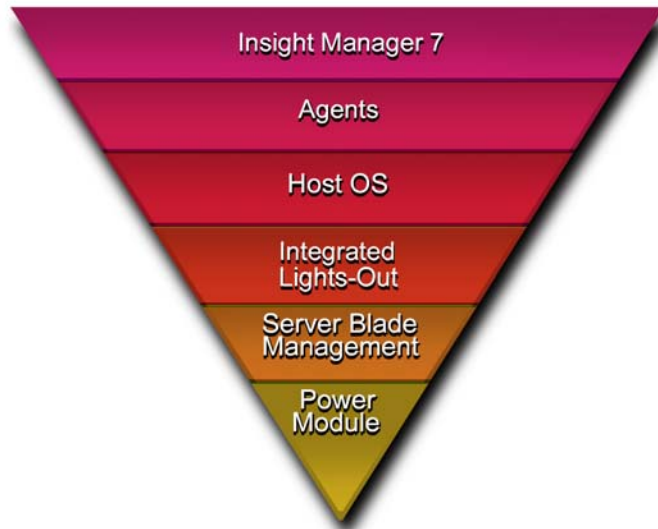 Insight Manager 7
Agents
Host OS
Integrated
Lights-Out
Server Blade
Management
Power
Module